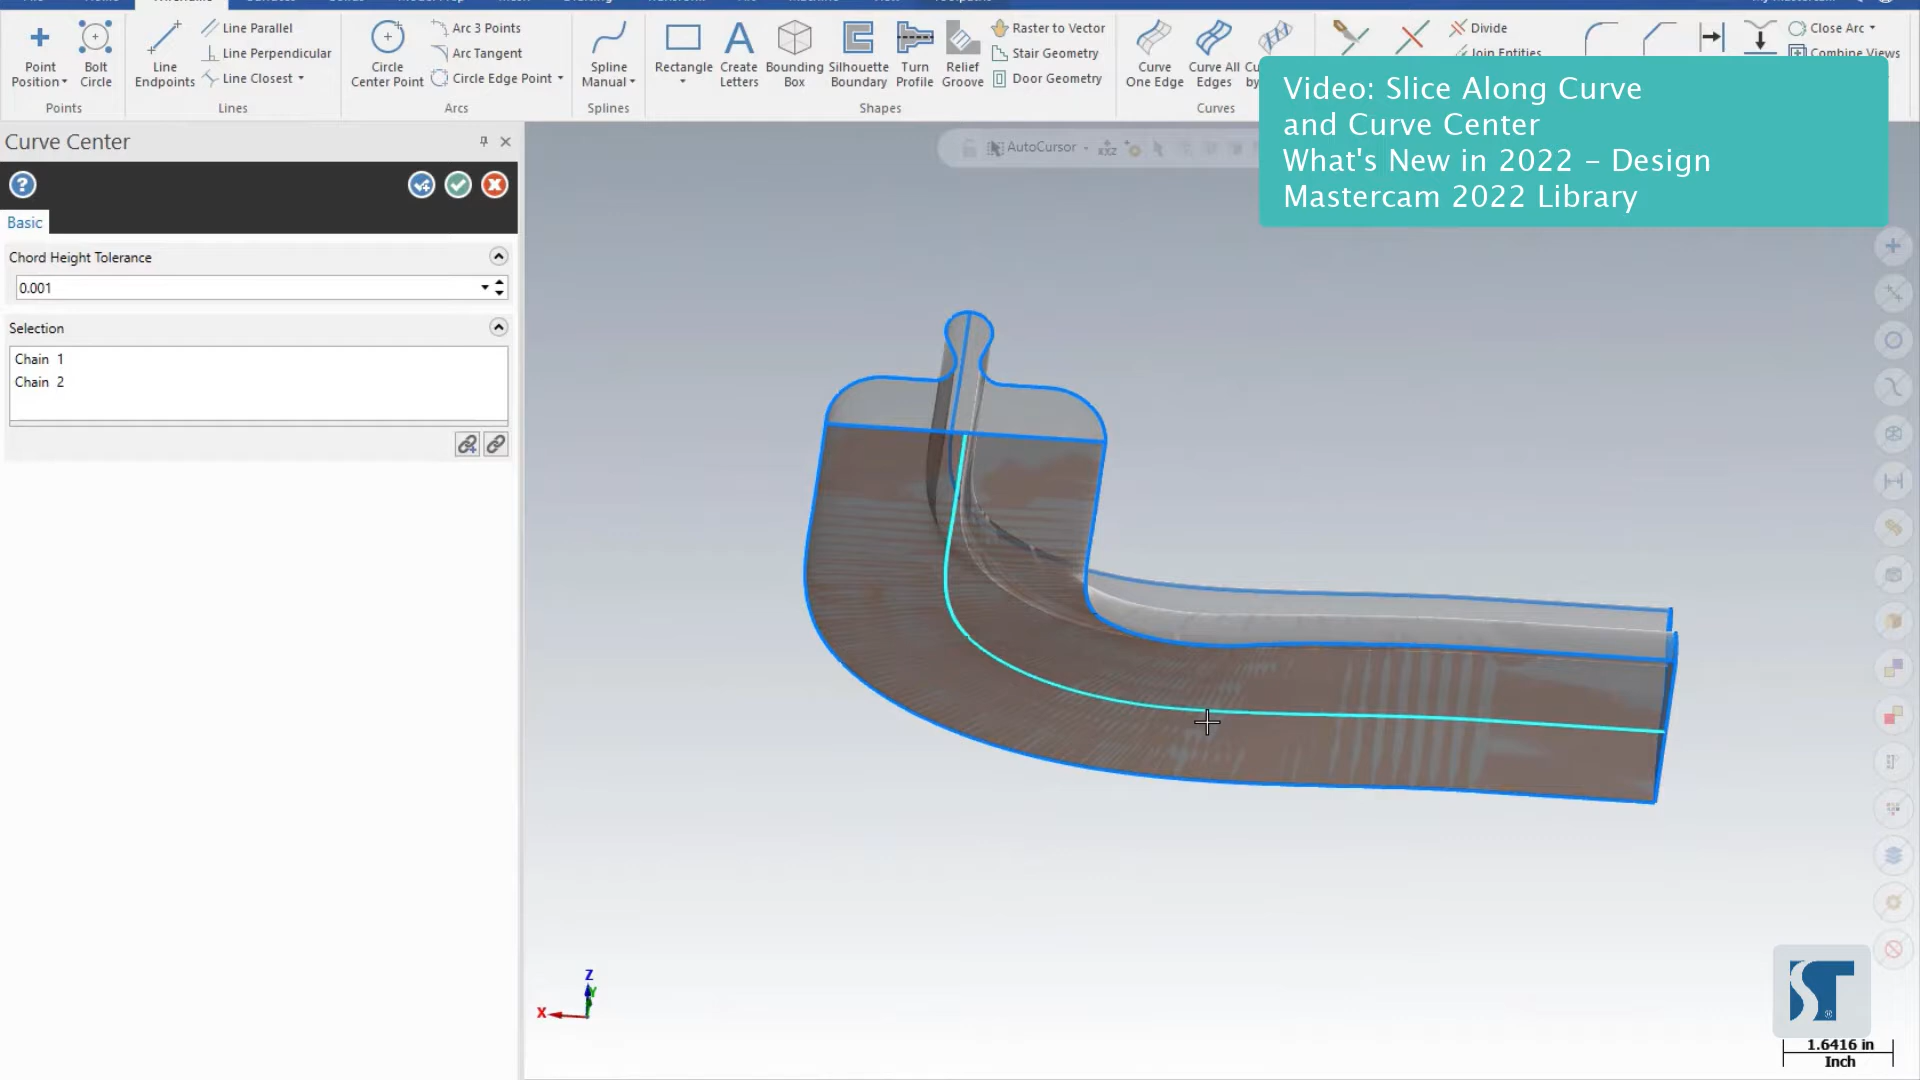 Line Parallel
Arc 3 Points
Raster to Vector
Divide
Close Arc
Line Perpendicular
Arc Tangent
Stair Geometry
Join Entities
Combine Views
Point
Position
Bolt
Circle
Line
Endpoints
Line Closest
Circle
Center Point
Circle Edge Point
Spline
Manual
Rectangle
Create
Letters
Bounding
Box
Silhouette
Boundary
Turn
Profile
Relief
Groove
Door Geometry
Curve
One Edge
Curve All
Edges
Points
Lines
Arcs
Splines
Shapes
Curves
Video: Slice Along Curve
and Curve Center
What's New in 2022 – Design
Mastercam 2022 Library
Curve Center
AutoCursor
Basic
Chord Height Tolerance
0.001
Selection
Chain 1
Chain 2
Z
Y
X
ST
1.6416 in
Inch